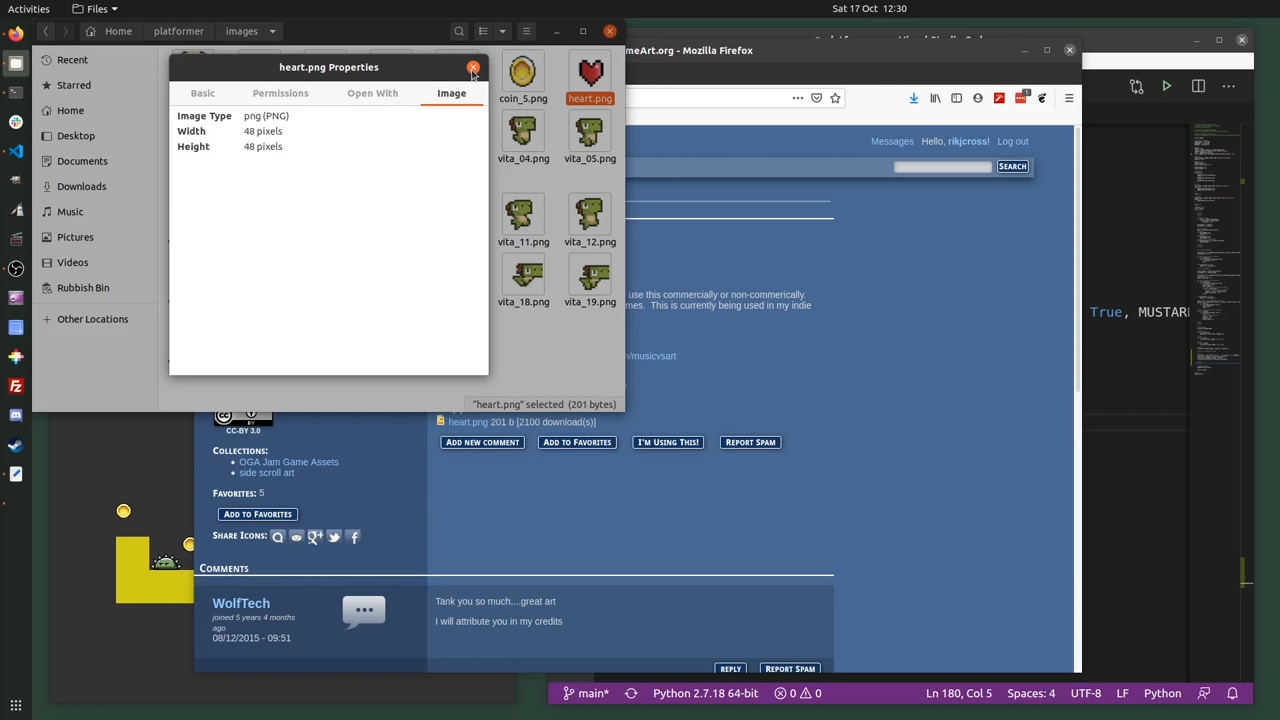 Activities
Files
Sat 17 Oct 12:30
Home
platformer
images
Recent
Starred
Home
Desktop
Documents
Downloads
Music
Pictures
Videos
Rubbish Bin
Other Locations
heart.png Properties
Basic
Permissions
Open With
Image
Image Type png (PNG)
Width 48 pixels
Height 48 pixels
coin_5.png
heart.png
vita_04.png
vita_05.png
vita_11.png
vita_12.png
vita_18.png
vita_19.png
"heart.png" selected (201 bytes)
meArt.org - Mozilla Firefox
1
Messages Hello, rikjcross! Log out
Search
use this commercially or non-commerically.
mes. This is currently being used in my indie
n/musicvsart
heart.png 201 b [2100 download(s)]
Add new comment
Add to Favorites
I'm Using This!
Report Spam
CC-BY 3.0
Collections:
OGA Jam Game Assets
side scroll art
Favorites: 5
Add to Favorites
Share Icons:
Comments
WolfTech
joined 5 years 4 months
ago
08/12/2015 - 09:51
Tank you so much....great art
I will attribute you in my credits
reply
Report Spam
True, MUSTAR
main*
Python 2.7.18 64-bit
0
0
Ln 180, Col 5
Spaces: 4
UTF-8
LF
Python